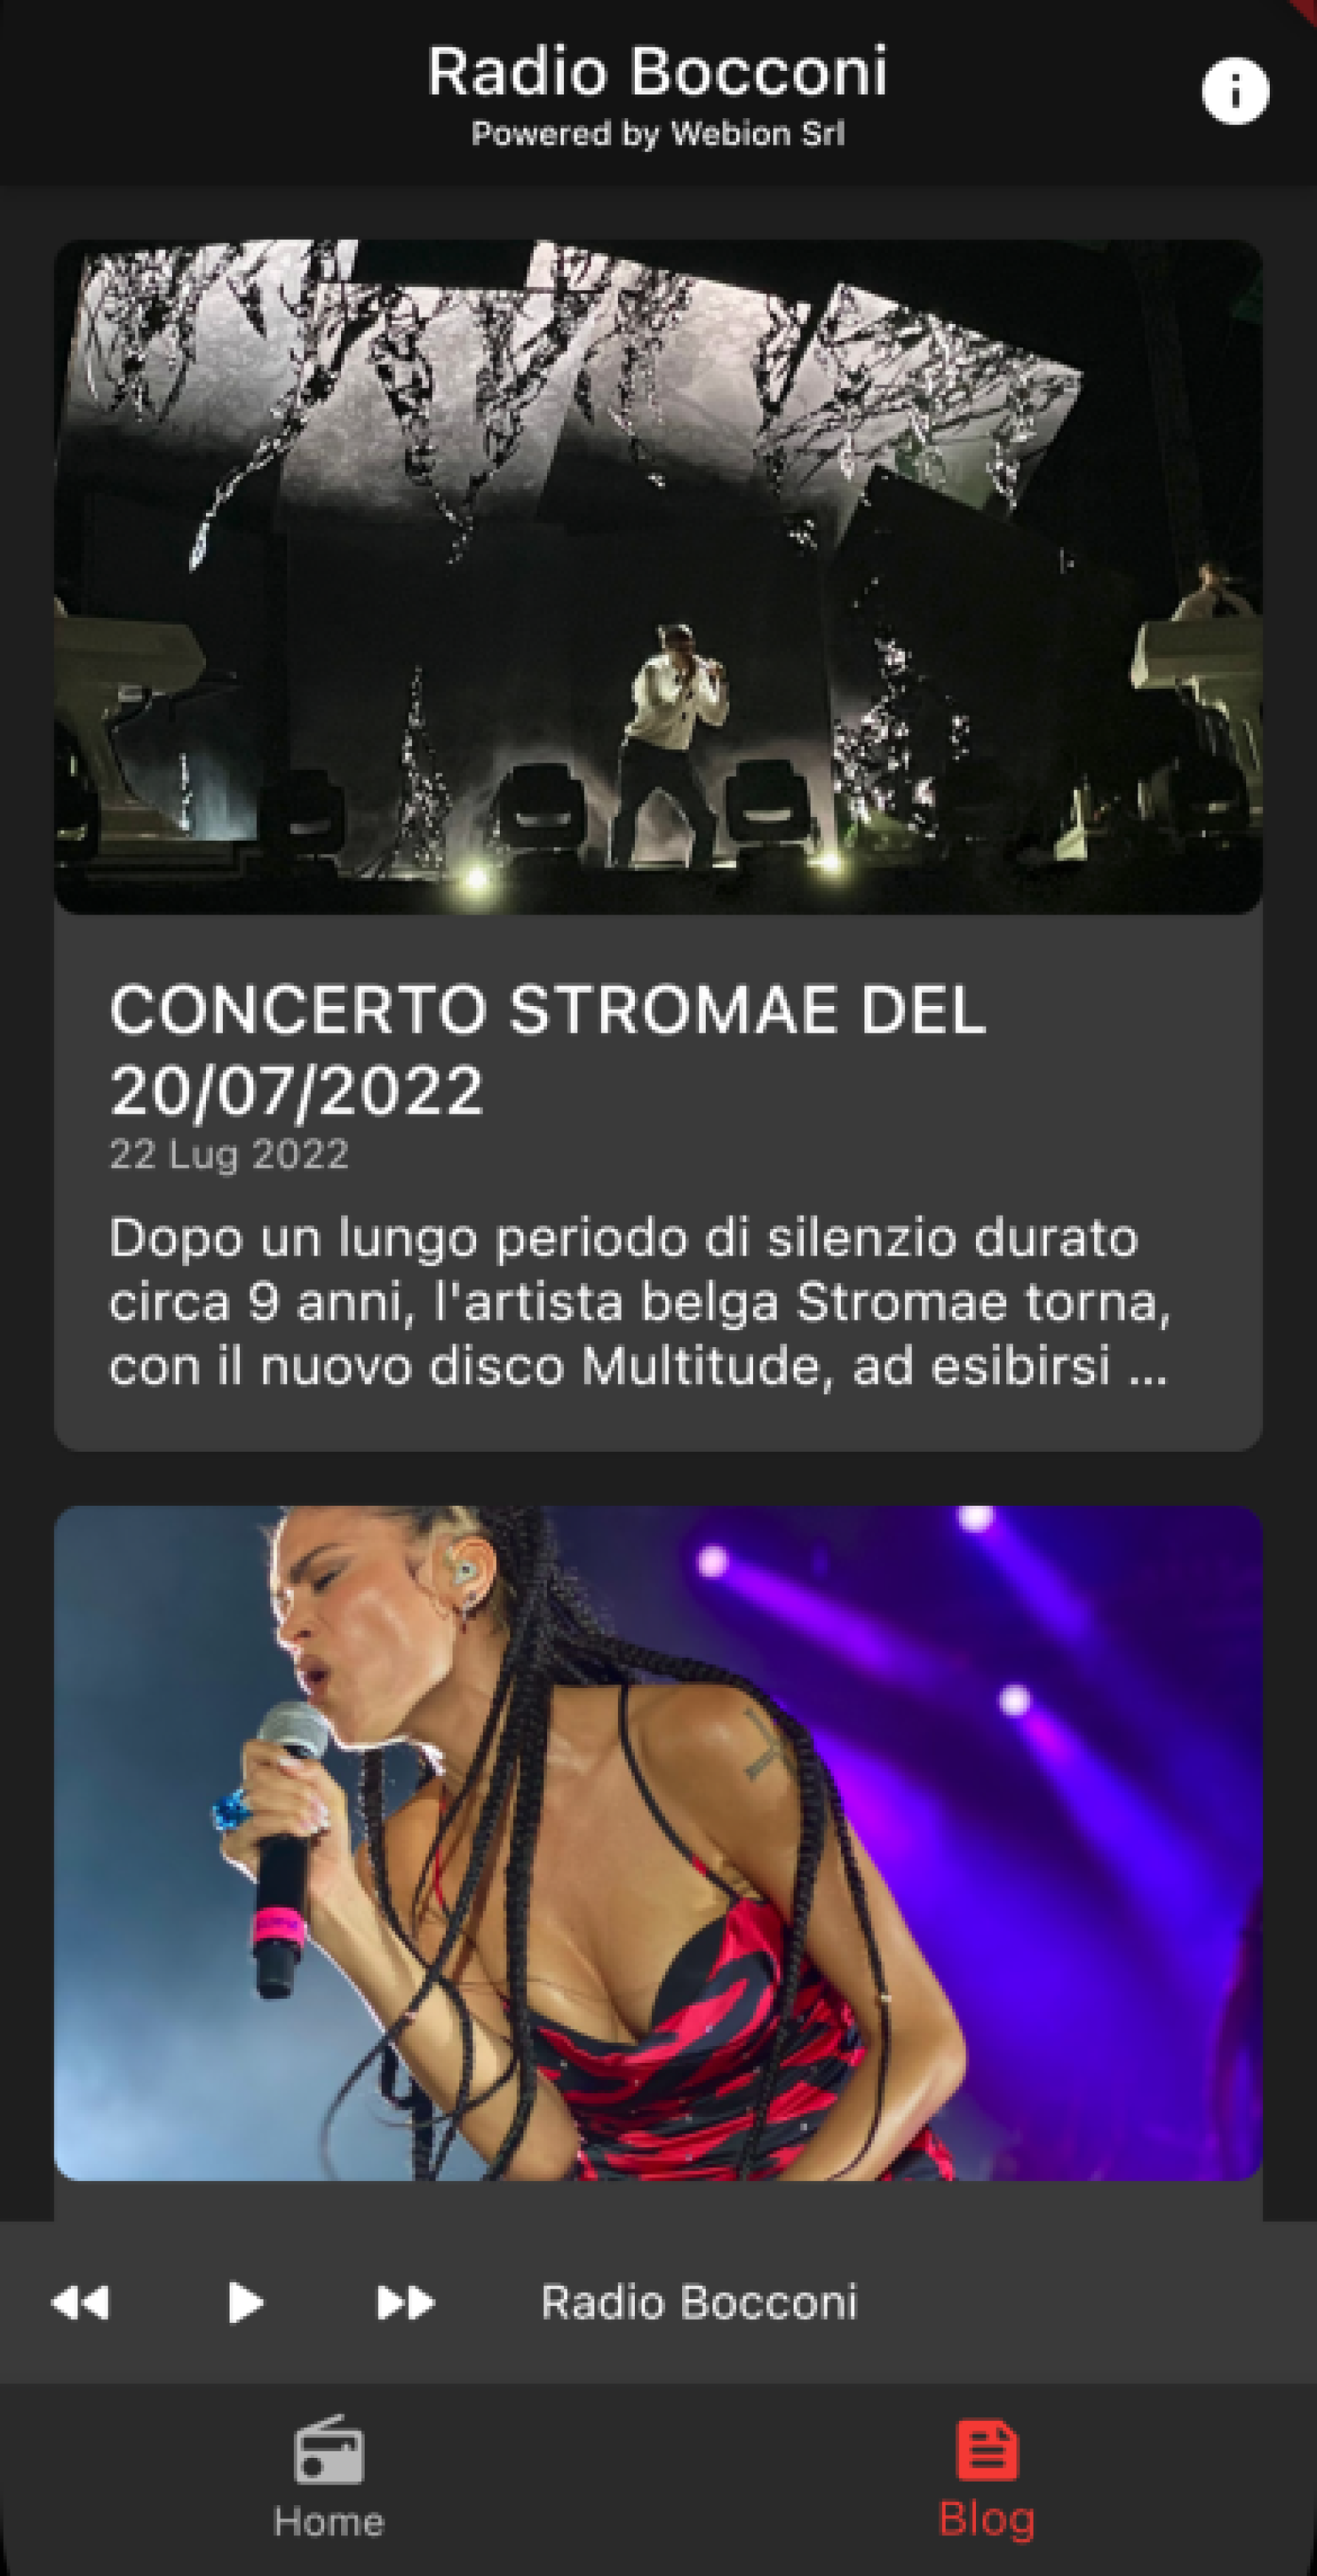 Radio Bocconi
Powered by Webion Srl
CONCERTO STROMAE DEL
20/07/2022
22 Lug 2022
Dopo un lungo periodo di silenzio durato
circa 9 anni, l'artista belga Stromae torna,
con il nuovo disco Multitude, ad esibirsi ...
Radio Bocconi
Home
Blog